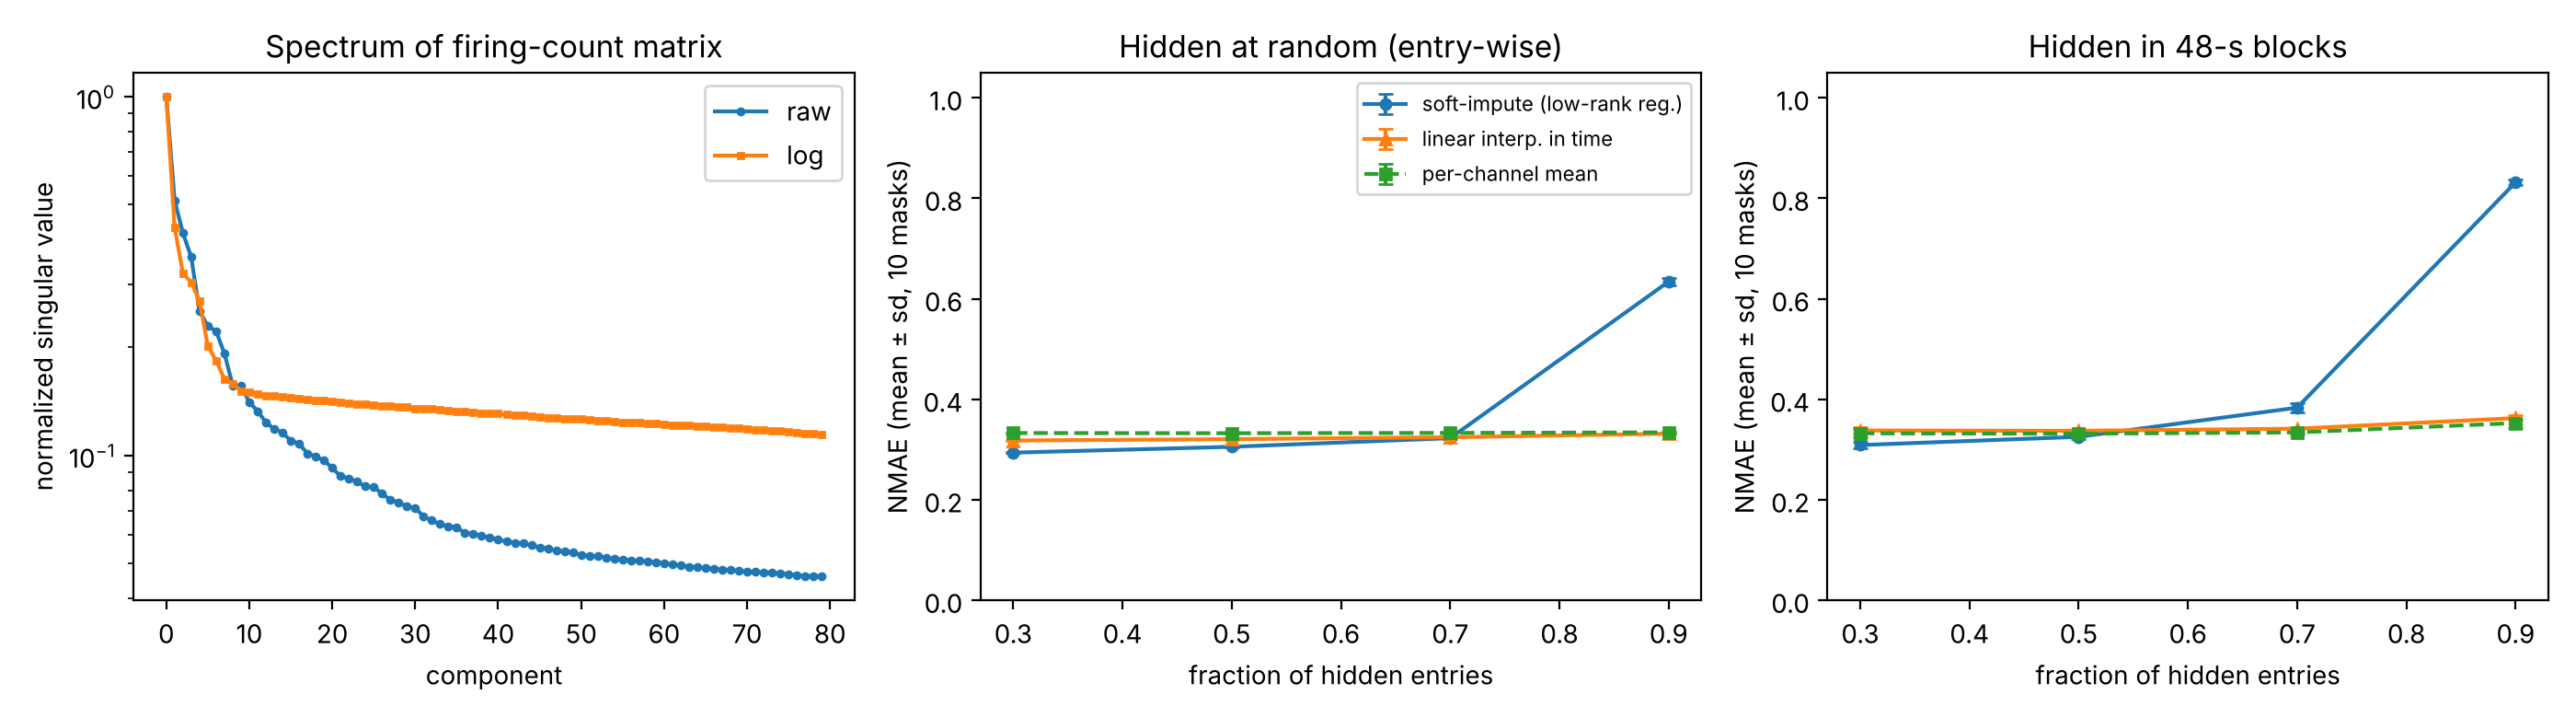 Spectrum of firing-count matrix
normalized singular value
10⁰
10⁻¹
raw
log
0 10 20 30 40 50 60 70 80
component
Hidden at random (entry-wise)
NMAE (mean ± sd, 10 masks)
1.0
0.8
0.6
0.4
0.2
0.0
soft-impute (low-rank reg.)
linear interp. in time
per-channel mean
0.3 0.4 0.5 0.6 0.7 0.8 0.9
fraction of hidden entries
Hidden in 48-s blocks
NMAE (mean ± sd, 10 masks)
1.0
0.8
0.6
0.4
0.2
0.0
0.3 0.4 0.5 0.6 0.7 0.8 0.9
fraction of hidden entries